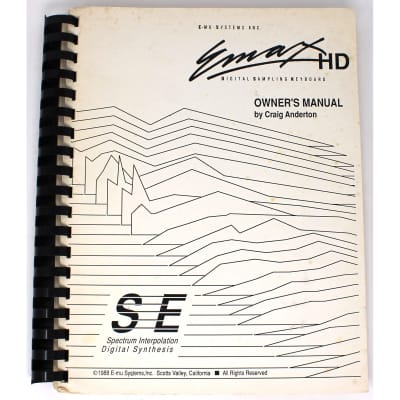 E-MU SYSTEMS INC.
Emax HD
DIGITAL SAMPLING KEYBOARD
OWNER'S MANUAL
by Craig Anderton
SE
Spectrum Interpolation
Digital Synthesis
©1988 E-mu Systems, Inc. Scotts Valley, California ■ All Rights Reserved